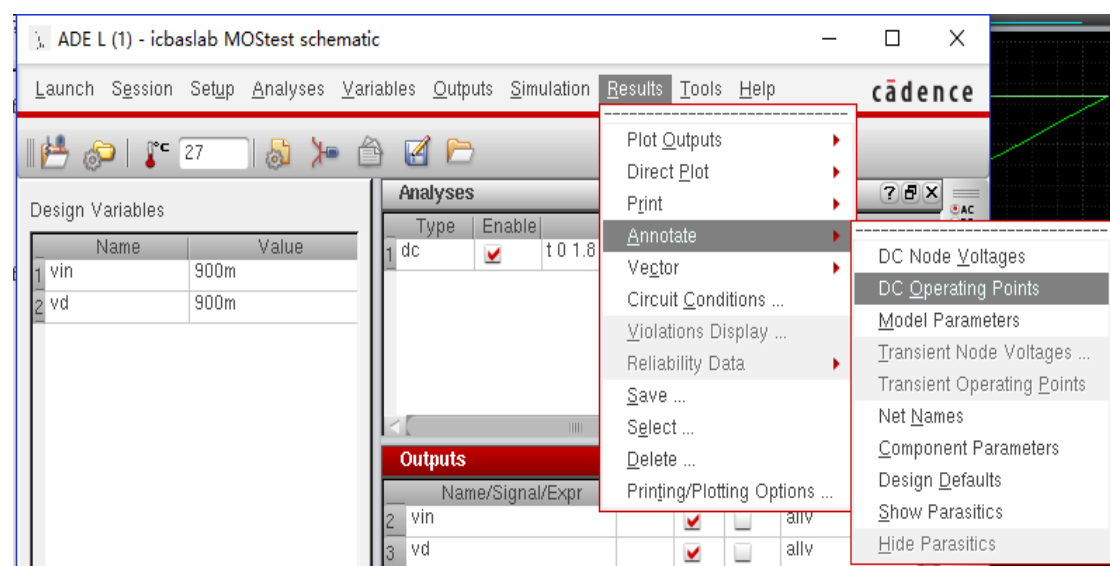 ADE L (1) - icbaslab MOStest schematic
Launch Session Setup Analyses Variables Outputs Simulation Results Tools Help
cādence
°C 27
Design Variables
Name Value
1 vin 900m
2 vd 900m
Analyses
Type Enable
1 dc t 0 1.8
Outputs
Name/Signal/Expr
2 vin allv
3 vd allv
Plot Outputs
Direct Plot
Print
Annotate
Vector
Circuit Conditions ...
Violations Display ...
Reliability Data
Save ...
Select ...
Delete ...
Printing/Plotting Options ...
? AC
DC Node Voltages
DC Operating Points
Model Parameters
Transient Node Voltages ...
Transient Operating Points
Net Names
Component Parameters
Design Defaults
Show Parasitics
Hide Parasitics